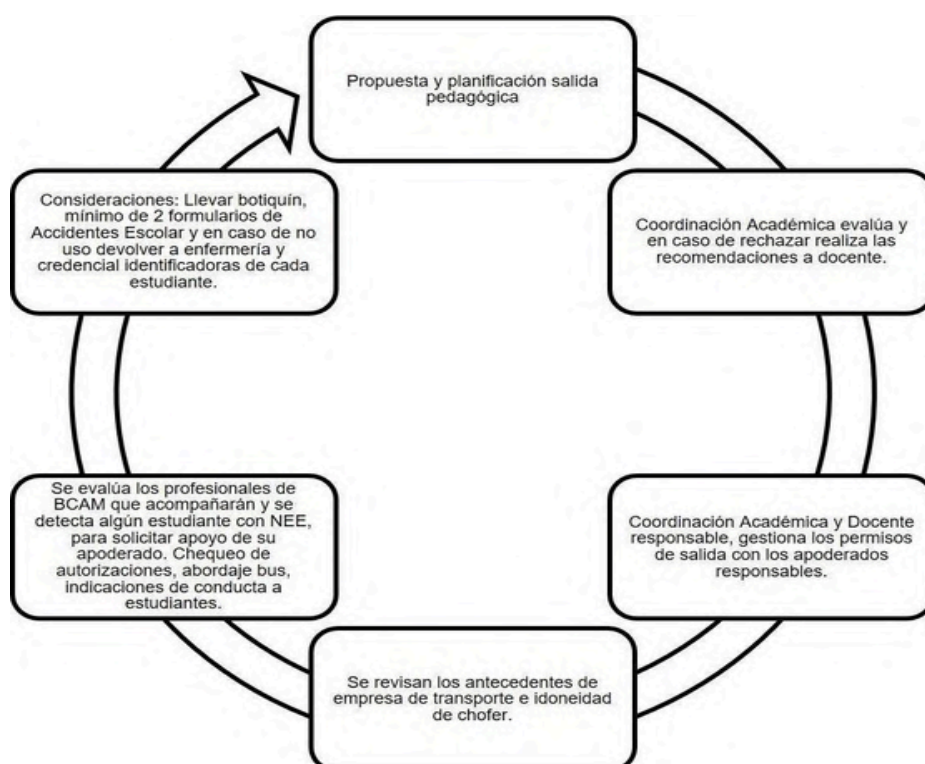 Propuesta y planificación salida
pedagógica
Coordinación Académica evalúa y
en caso de rechazar realiza las
recomendaciones a docente.
Coordinación Académica y Docente
responsable, gestiona los permisos
de salida con los apoderados
responsables.
Se revisan los antecedentes de
empresa de transporte e idoneidad
de chofer.
Se evalúa los profesionales de
BCAM que acompañarán y se
detecta algún estudiante con NEE,
para solicitar apoyo de su
apoderado. Chequeo de
autorizaciones, abordaje bus,
indicaciones de conducta a
estudiantes.
Consideraciones: Llevar botiquín,
mínimo de 2 formularios de
Accidentes Escolar y en caso de no
uso devolver a enfermería y
credencial identificadoras de cada
estudiante.